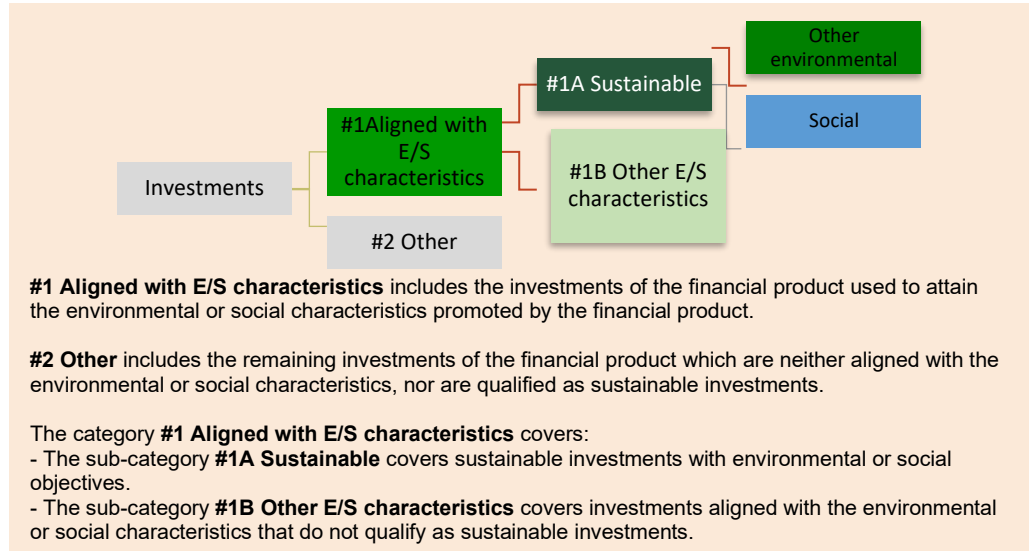 Other
environmental
#1A Sustainable
#1Aligned with
E/S
characteristics
Social
#1B Other E/S
characteristics
Investments
#2 Other
#1 Aligned with E/S characteristics includes the investments of the financial product used to attain
the environmental or social characteristics promoted by the financial product.
#2 Other includes the remaining investments of the financial product which are neither aligned with the
environmental or social characteristics, nor are qualified as sustainable investments.
The category #1 Aligned with E/S characteristics covers:
- The sub-category #1A Sustainable covers sustainable investments with environmental or social
objectives.
- The sub-category #1B Other E/S characteristics covers investments aligned with the environmental
or social characteristics that do not qualify as sustainable investments.